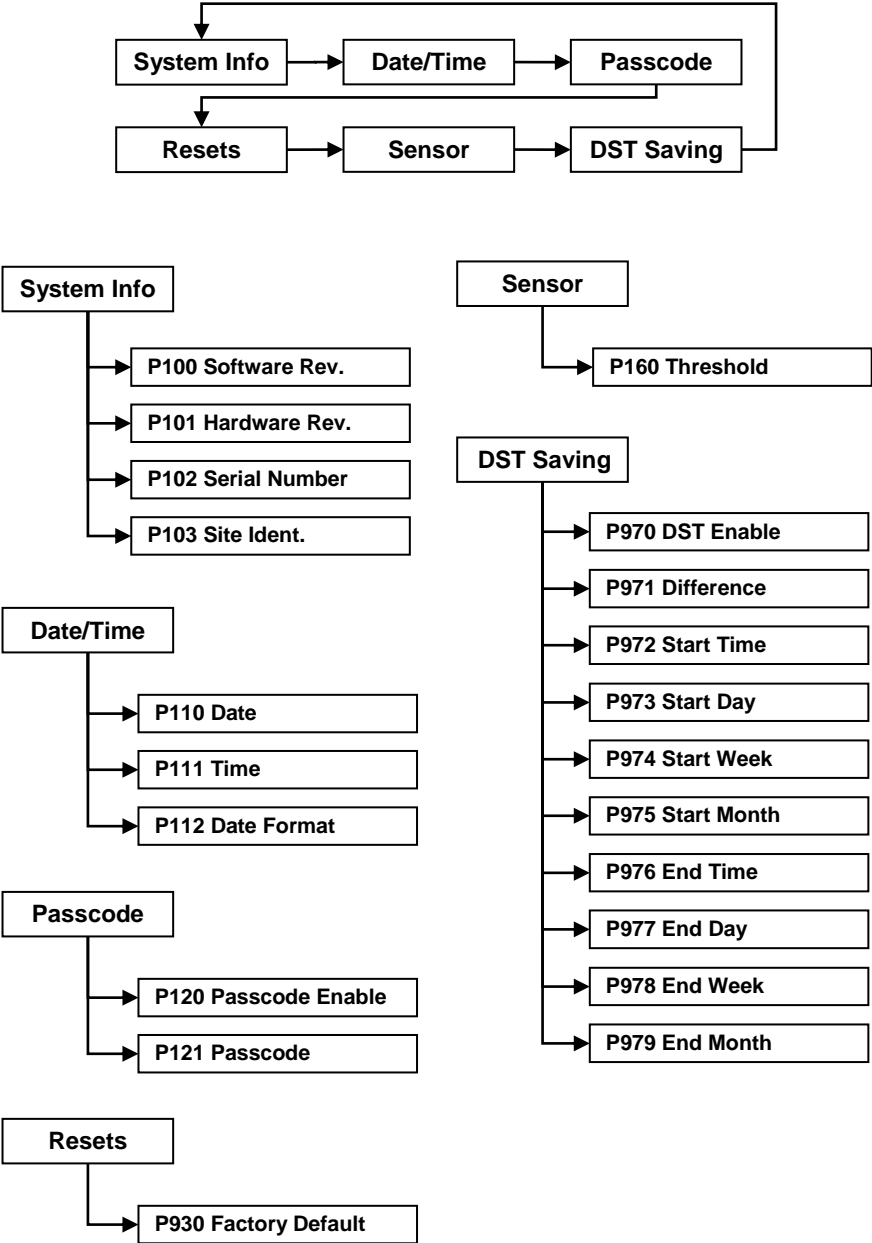 System Info
Date/Time
Passcode
Resets
Sensor
DST Saving
System Info
P100 Software Rev.
P101 Hardware Rev.
P102 Serial Number
P103 Site Ident.
Date/Time
P110 Date
P111 Time
P112 Date Format
Passcode
P120 Passcode Enable
P121 Passcode
Resets
P930 Factory Default
Sensor
P160 Threshold
DST Saving
P970 DST Enable
P971 Difference
P972 Start Time
P973 Start Day
P974 Start Week
P975 Start Month
P976 End Time
P977 End Day
P978 End Week
P979 End Month